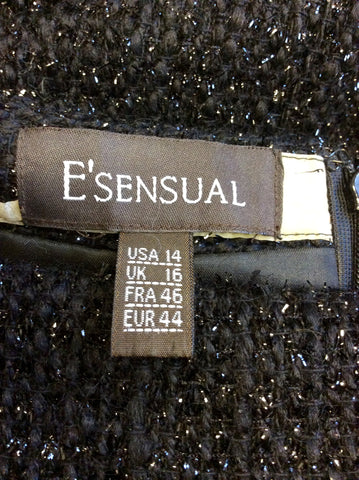 E'SENSUAL
USA 14
UK 16
FRA 46
EUR 44